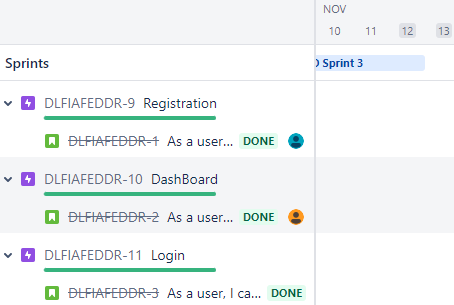 NOV
10 11 12 13
Sprints
Sprint 3
DLFIAFEDDR-9 Registration
DLFIAFEDDR-1 As a user... DONE
DLFIAFEDDR-10 DashBoard
DLFIAFEDDR-2 As a user... DONE
DLFIAFEDDR-11 Login
DLFIAFEDDR-3 As a user, I ca... DONE